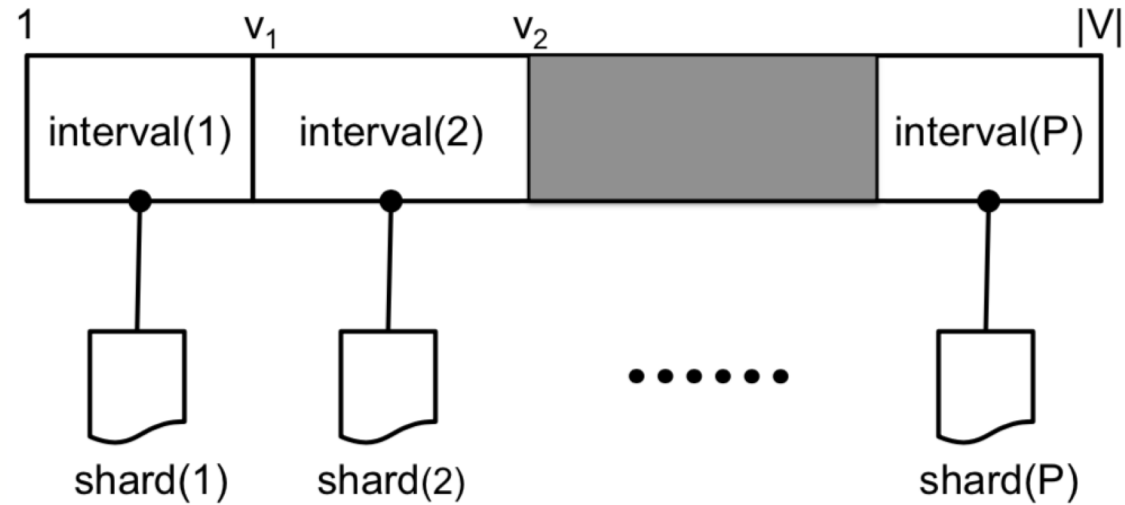 1 v₁ v₂ |V|
interval(1) interval(2) interval(P)
shard(1) shard(2) shard(P)